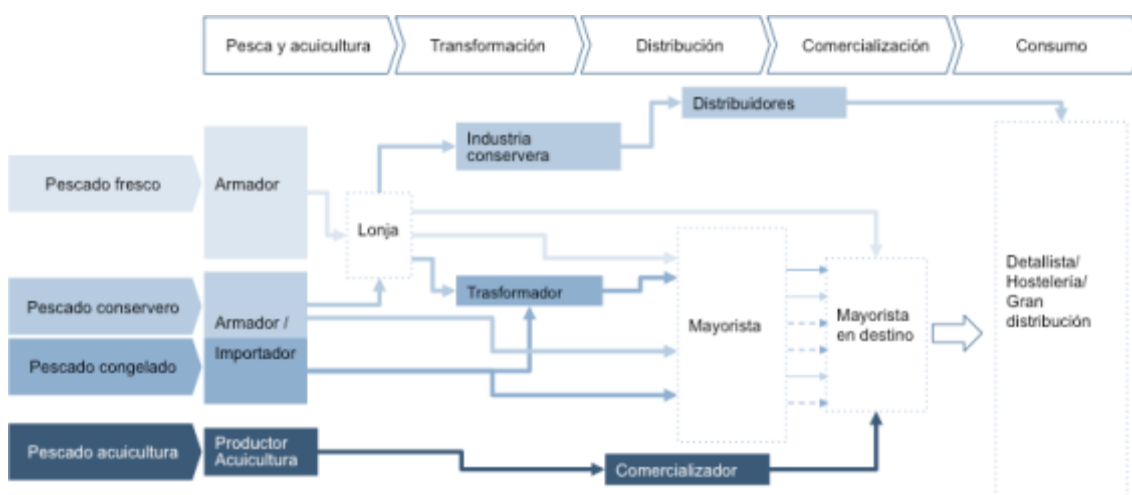 Pesca y acuicultura
Transformación
Distribución
Comercialización
Consumo
Distribuidores
Industria
conservera
Pescado fresco
Armador
Lonja
Detallista/
Hostelería/
Gran
distribución
Pescado conservero
Armador /
Importador
Trasformador
Mayorista
Mayorista
en destino
Pescado congelado
Pescado acuicultura
Productor
Acuicultura
Comercializador